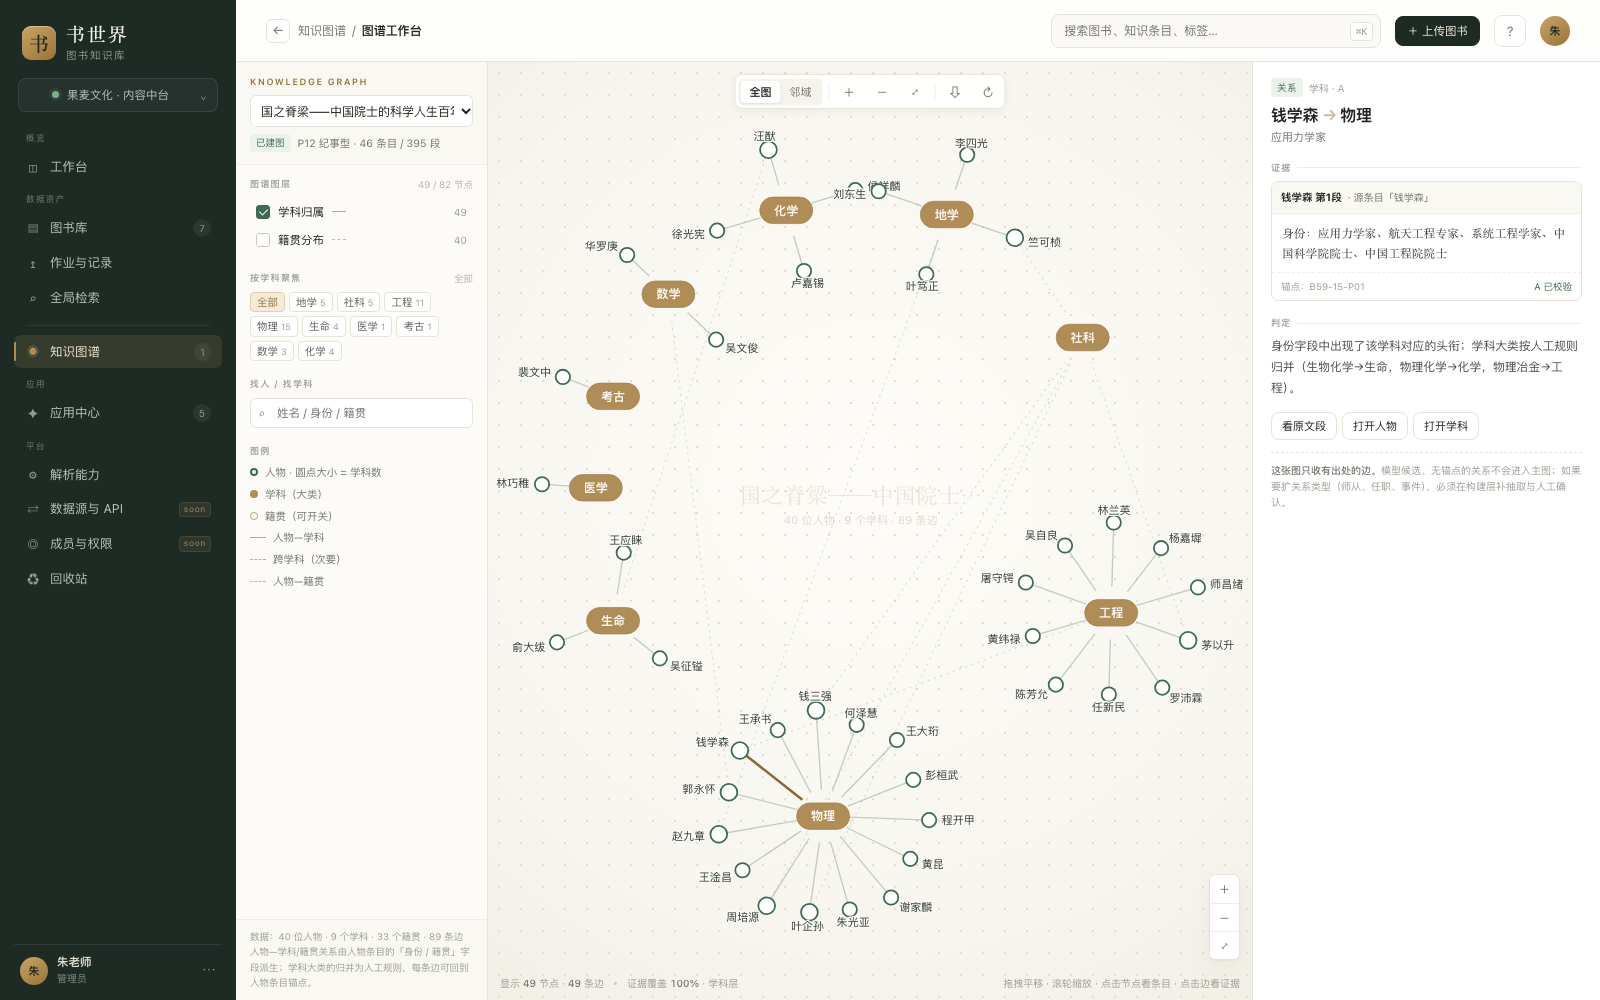 书
书世界
图书知识库
果麦文化 · 内容中台
概览
工作台
数据资产
图书库 7
作业与记录
全局检索
知识图谱 1
应用
应用中心 5
平台
解析能力
数据源与 API soon
成员与权限 soon
回收站
朱
朱老师
管理员
知识图谱 / 图谱工作台
搜索图书、知识条目、标签... ⌘K
+ 上传图书
?
朱
KNOWLEDGE GRAPH
国之脊梁——中国院士的科学人生百年
已建图 P12 纪事型 · 46 条目 / 395 段
图谱图层 49 / 82 节点
学科归属 49
籍贯分布 40
按学科聚焦 全部
全部 地学 5 社科 5 工程 11
物理 15 生命 4 医学 1 考古 1
数学 3 化学 4
找人 / 找学科
姓名 / 身份 / 籍贯
图例
人物 · 圆点大小 = 学科数
学科（大类）
籍贯（可开关）
人物—学科
跨学科（次要）
人物—籍贯
数据：40 位人物 · 9 个学科 · 33 个籍贯 · 89 条边
人物—学科/籍贯关系由人物条目的「身份 / 籍贯」字
段派生；学科大类的归并为人工规则，每条边可回到
人物条目锚点。
全图 邻域
汪猷
李四光
侯祥麟
刘东生
化学
地学
徐光宪
竺可桢
华罗庚
卢嘉锡
叶笃正
数学
社科
吴文俊
裴文中
考古
林巧稚
医学
国之脊梁——中国院士
40 位人物 · 9 个学科 · 89 条边
林兰英
吴自良
杨嘉墀
王应睐
屠守锷
师昌绪
生命
工程
黄纬禄
茅以升
俞大绂
吴征镒
陈芳允
罗沛霖
任新民
钱三强
王承书
何泽慧
王大珩
钱学森
彭桓武
郭永怀
物理
程开甲
赵九章
黄昆
王淦昌
谢家麟
周培源
叶企孙
朱光亚
显示 49 节点 · 49 条边 • 证据覆盖 100% · 学科层
拖拽平移 · 滚轮缩放 · 点击节点看条目 · 点击边看证据
关系 学科 · A
钱学森 → 物理
应用力学家
证据
钱学森 第1段 · 源条目「钱学森」
身份：应用力学家、航天工程专家、系统工程学家、中
国科学院院士、中国工程院院士
锚点：B59-15-P01 A 已校验
判定
身份字段中出现了该学科对应的头衔；学科大类按人工规则
归并（生物化学→生命，物理化学→化学，物理冶金→工
程）。
看原文段 打开人物 打开学科
这张图只收有出处的边。模型候选、无锚点的关系不会进入主图；如果
要扩关系类型（师从、任职、事件），必须在构建层补抽取与人工确
认。